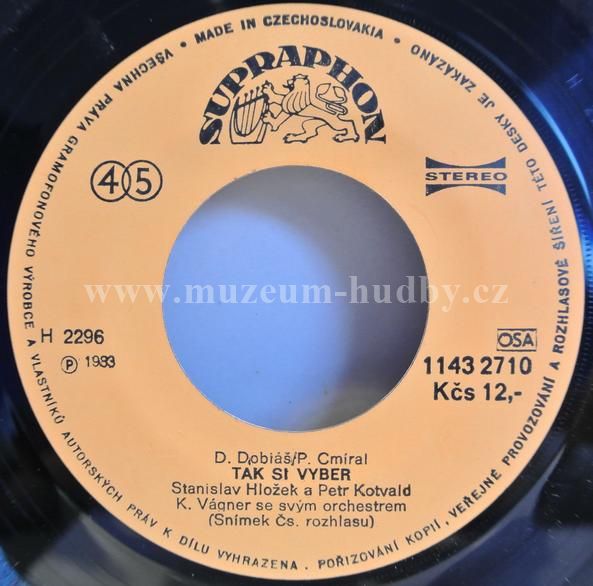 VŠECHNA PRÁVA GRAMOFONOVÉHO VÝROBCE A VLASTNÍKŮ AUTORSKÝCH PRÁV K DÍLU VYHRAZENA. POŘIZOVÁNÍ KOPIÍ, VEŘEJNÉ PROVOZOVÁNÍ A ROZHLASOVÉ ŠÍŘENÍ TÉTO DESKY JE ZAKÁZÁNO • MADE IN CZECHOSLOVAKIA •
SUPRAPHON
45
STEREO
www.muzeum-hudby.cz
H 2296
Ⓟ 1983
OSA
1143 2710
Kčs 12,-
D. Dobiáš/P. Cmíral
TAK SI VYBER
Stanislav Hložek a Petr Kotvald
K. Vágner se svým orchestrem
(Snímek Čs. rozhlasu)